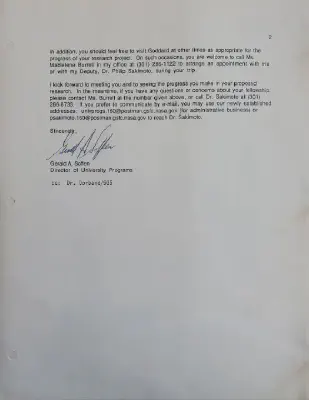 2
In addition, you should feel free to visit Goddard at other times as appropriate for the
progress of your research project. On such occasions, you are welcome to call Ms.
Madeleine Burrell in my office at (301) 286-1122 to arrange an appointment with me
or with my Deputy, Dr. Philip Sakimoto, during your trip.
I look forward to meeting you and to seeing the progress you make in your proposed
research. In the meantime, if you have any questions or concerns about your fellowship,
please contact Ms. Burrell at the number given above, or call Dr. Sakimoto at (301)
286-9735. If you prefer to communicate by e-mail, you may use our newly established
addresses. university.160@postman.gsfc.nasa.gov (for administrative business) or
psakimoto.160@postman.gsfc.nasa.gov to reach Dr. Sakimoto.
Sincerely,
Gerald A. Soffen
Gerald A. Soffen
Director of University Programs
cc: Dr.